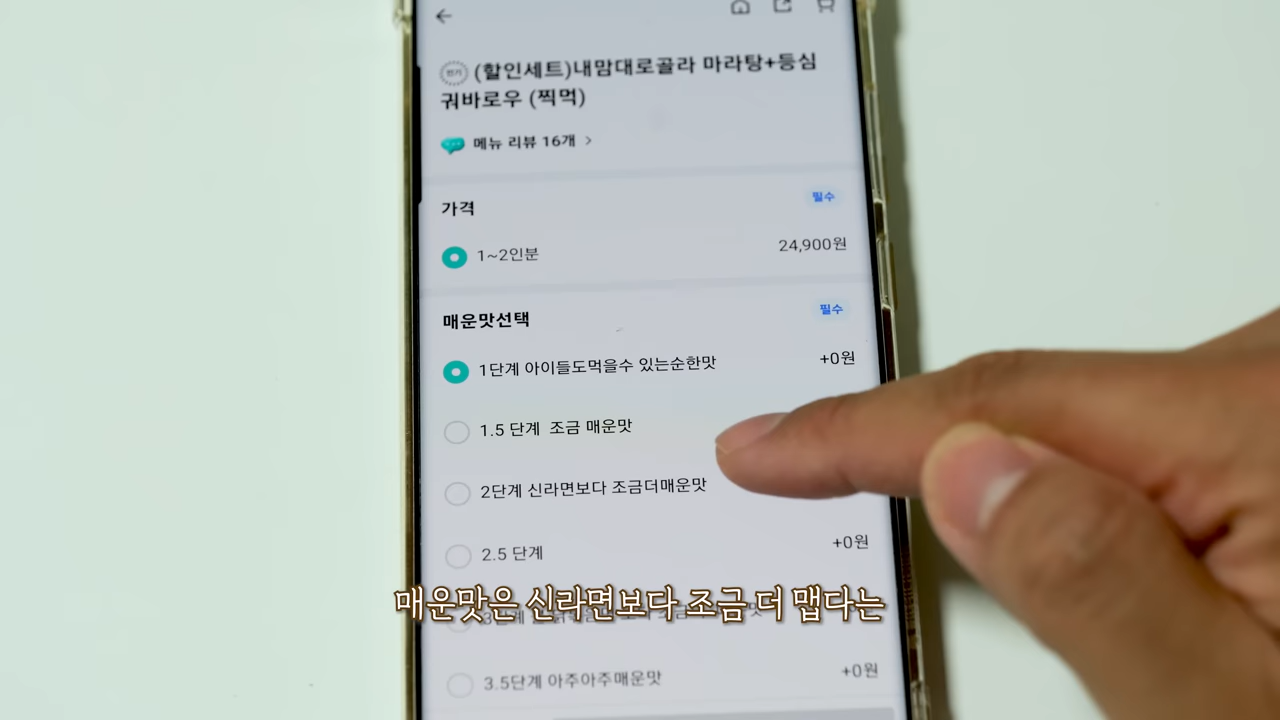 인기 (할인세트)내맘대로골라 마라탕+등심
궈바로우 (찍먹)
메뉴 리뷰 16개 >
가격 필수
1~2인분 24,900원
매운맛선택 필수
1단계 아이들도먹을수 있는순한맛 +0원
1.5 단계 조금 매운맛
2단계 신라면보다 조금더매운맛
2.5 단계 +0원
매운맛은 신라면보다 조금 더 맵다는
3단계
3.5단계 아주아주매운맛 +0원